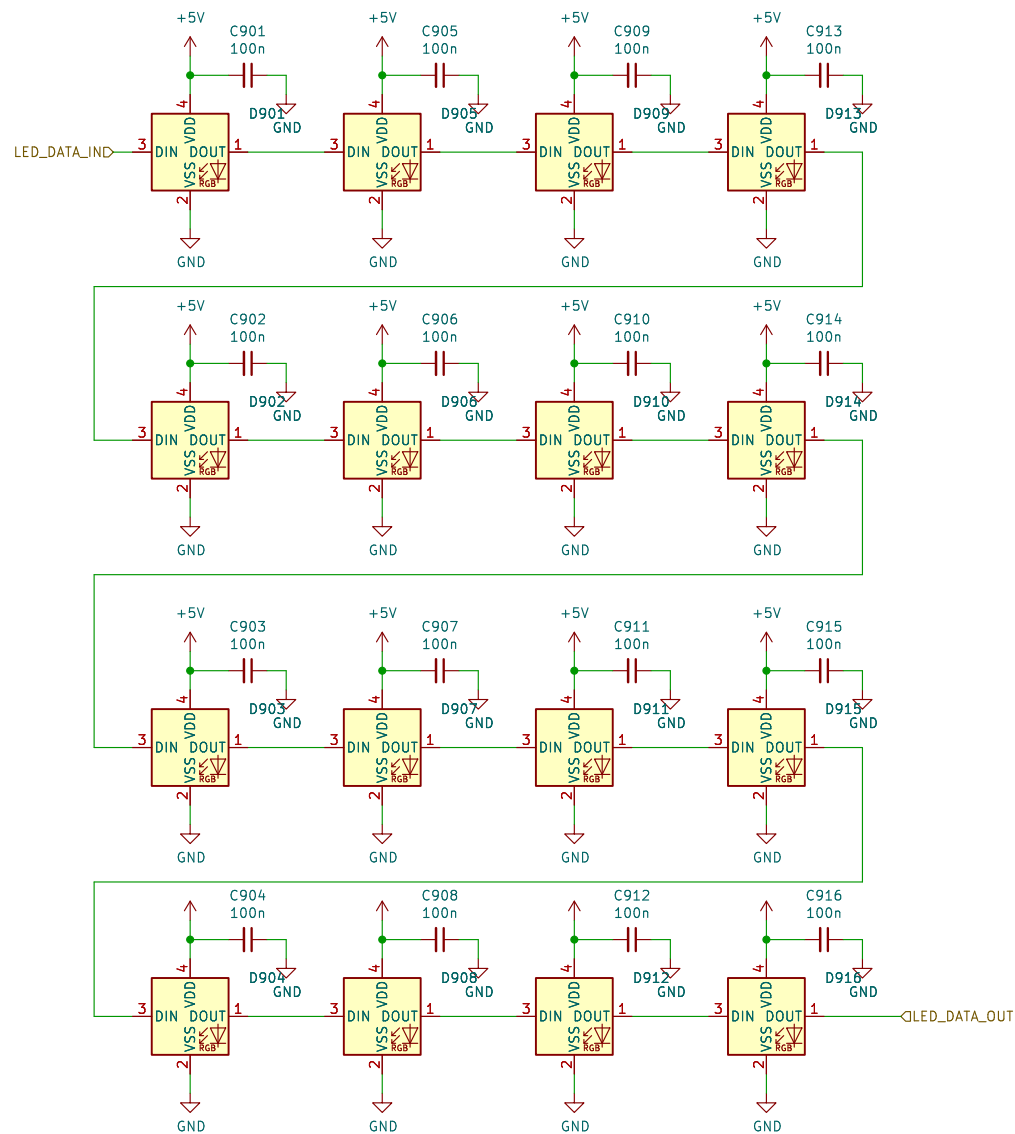 +5V +5V +5V +5V
C901 C905 C909 C913
100n 100n 100n 100n
4 4 4 4
D901 D905 D909 D913
GND GND GND GND
VDD VDD VDD VDD
LED_DATA_IN 3 DIN DOUT 1 3 DIN DOUT 1 3 DIN DOUT 1 3 DIN DOUT 1
VSS VSS VSS VSS
RGB RGB RGB RGB
2 2 2 2
GND GND GND GND
+5V +5V +5V +5V
C902 C906 C910 C914
100n 100n 100n 100n
4 4 4 4
D902 D906 D910 D914
GND GND GND GND
VDD VDD VDD VDD
3 DIN DOUT 1 3 DIN DOUT 1 3 DIN DOUT 1 3 DIN DOUT 1
VSS VSS VSS VSS
RGB RGB RGB RGB
2 2 2 2
GND GND GND GND
+5V +5V +5V +5V
C903 C907 C911 C915
100n 100n 100n 100n
4 4 4 4
D903 D907 D911 D915
GND GND GND GND
VDD VDD VDD VDD
3 DIN DOUT 1 3 DIN DOUT 1 3 DIN DOUT 1 3 DIN DOUT 1
VSS VSS VSS VSS
RGB RGB RGB RGB
2 2 2 2
GND GND GND GND
C904 C908 C912 C916
100n 100n 100n 100n
4 4 4 4
D904 D908 D912 D916
GND GND GND GND
VDD VDD VDD VDD
3 DIN DOUT 1 3 DIN DOUT 1 3 DIN DOUT 1 3 DIN DOUT 1 LED_DATA_OUT
VSS VSS VSS VSS
RGB RGB RGB RGB
2 2 2 2
GND GND GND GND